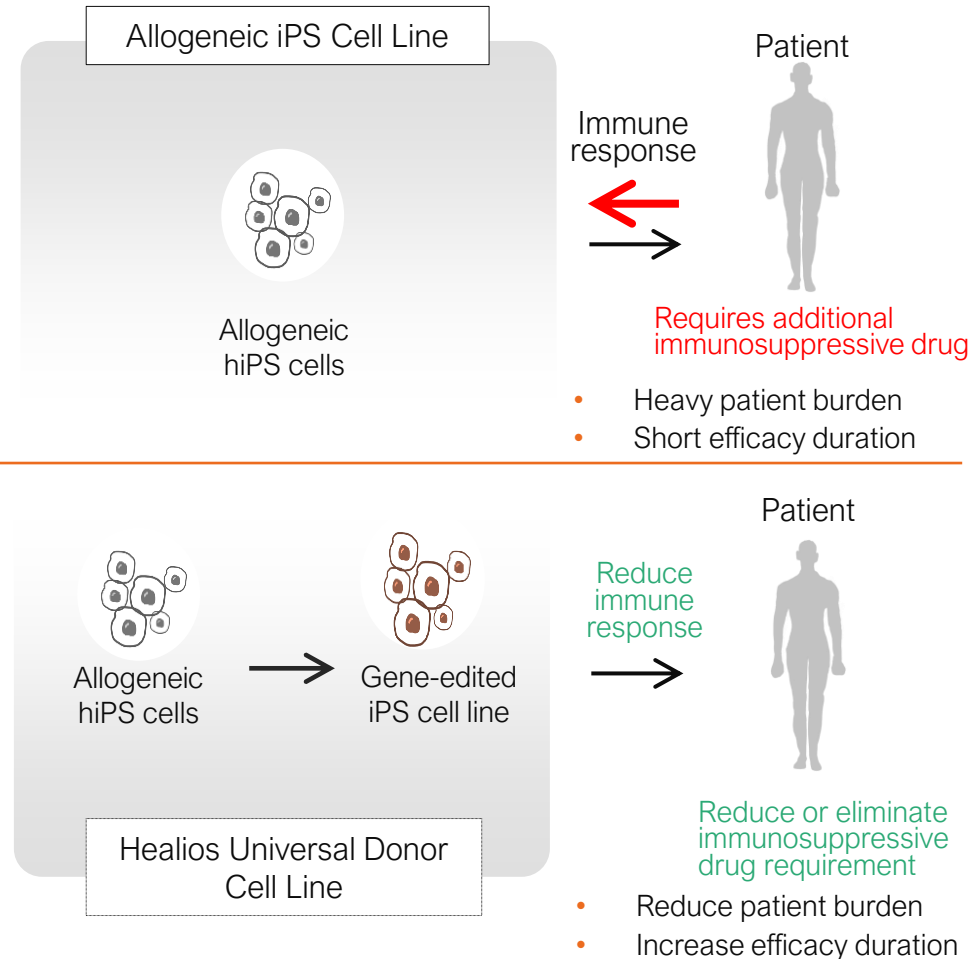 Allogeneic iPS Cell Line
Patient
Immune
response
Allogeneic
hiPS cells
Requires additional
immunosuppressive drug
• Heavy patient burden
• Short efficacy duration
Patient
Reduce
immune
response
Allogeneic
hiPS cells
Gene-edited
iPS cell line
Healios Universal Donor
Cell Line
Reduce or eliminate
immunosuppressive
drug requirement
• Reduce patient burden
• Increase efficacy duration